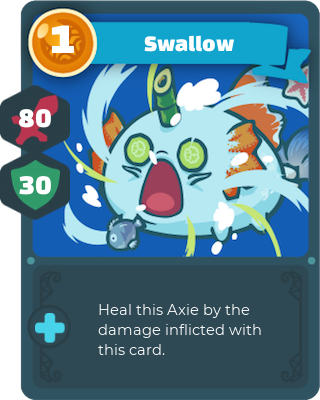 1
Swallow
80
30
Heal this Axie by the
damage inflicted with
this card.